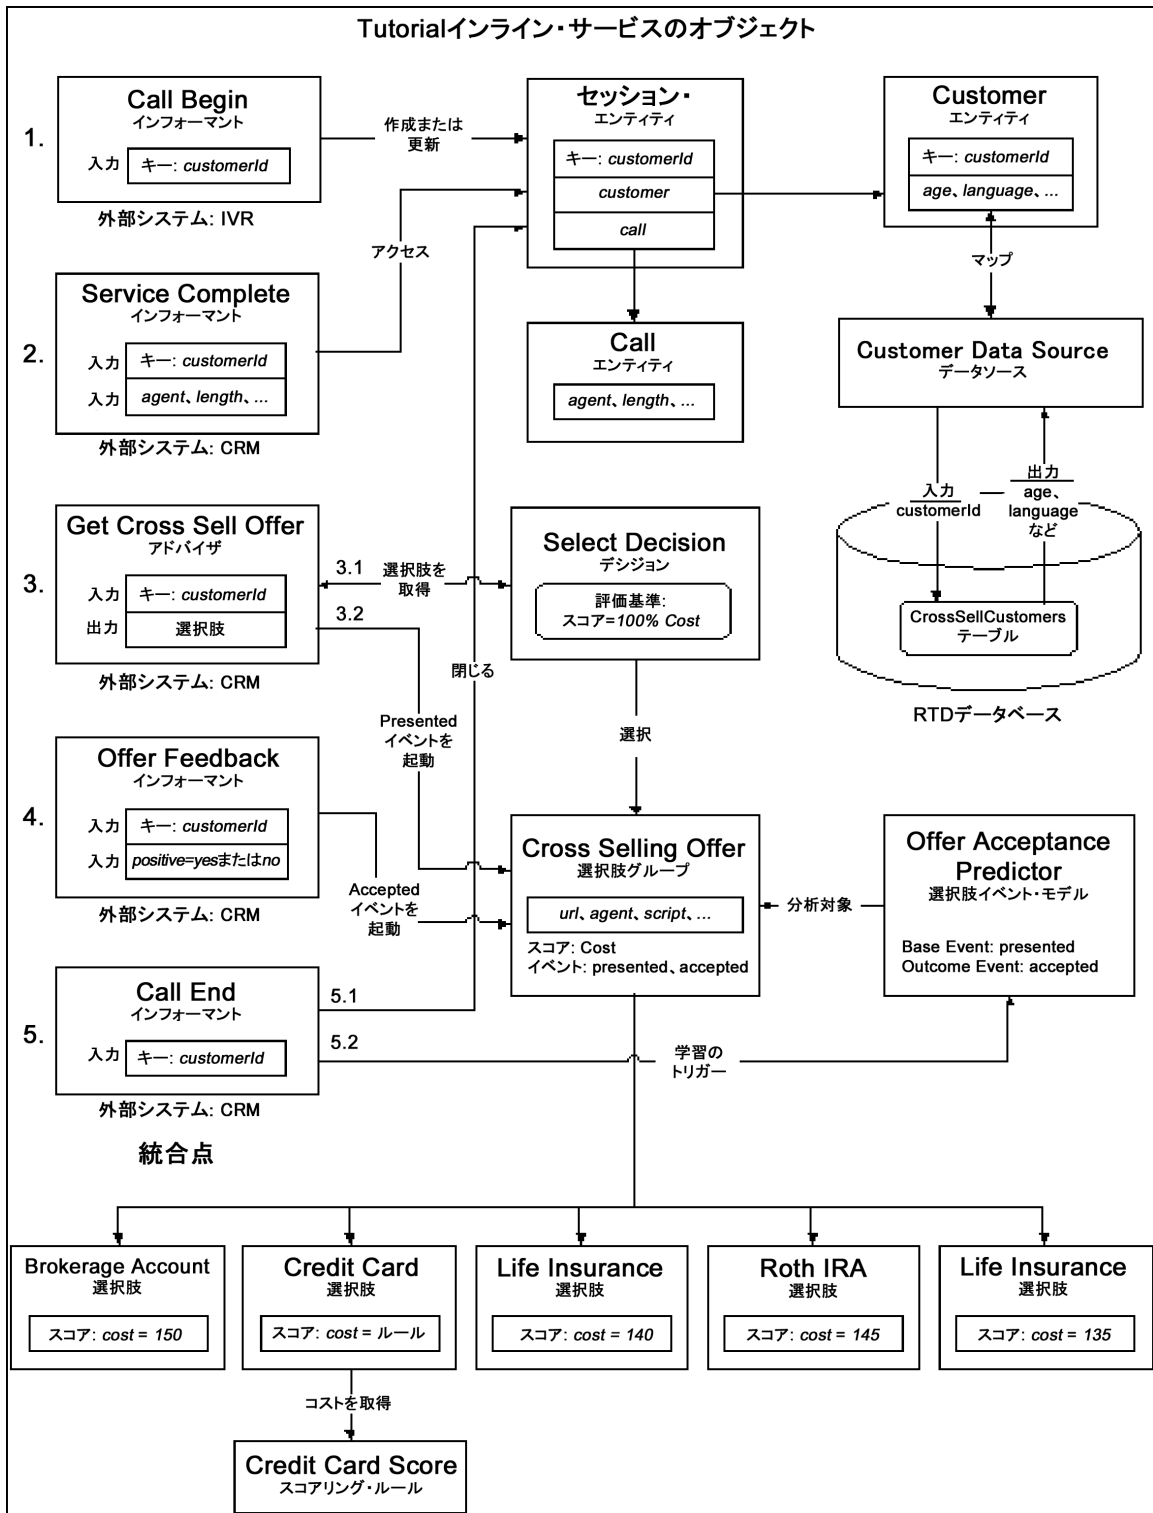 Tutorialインライン・サービスのオブジェクト
1.
Call Begin
インフォーマント
入力
キー: customerId
外部システム: IVR
作成または
更新
セッション・
エンティティ
キー: customerId
customer
call
Customer
エンティティ
キー: customerId
age、language、...
アクセス
マップ
2.
Service Complete
インフォーマント
入力
キー: customerId
入力
agent、length、...
外部システム: CRM
Call
エンティティ
agent、length、...
Customer Data Source
データソース
入力
customerId
出力
age、
language
など
CrossSellCustomers
テーブル
RTDデータベース
3.
Get Cross Sell Offer
アドバイザ
入力
キー: customerId
出力
選択肢
外部システム: CRM
3.1
選択肢を
取得
3.2
Select Decision
デシジョン
評価基準:
スコア=100% Cost
閉じる
Presented
イベントを
起動
選択
4.
Offer Feedback
インフォーマント
入力
キー: customerId
入力
positive=yesまたはno
外部システム: CRM
Accepted
イベントを
起動
Cross Selling Offer
選択肢グループ
url、agent、script、...
スコア: Cost
イベント: presented、accepted
分析対象
Offer Acceptance
Predictor
選択肢イベント・モデル
Base Event: presented
Outcome Event: accepted
5.
Call End
インフォーマント
入力
キー: customerId
外部システム: CRM
5.1
5.2
学習の
トリガー
統合点
Brokerage Account
選択肢
スコア: cost = 150
Credit Card
選択肢
スコア: cost = ルール
Life Insurance
選択肢
スコア: cost = 140
Roth IRA
選択肢
スコア: cost = 145
Life Insurance
選択肢
スコア: cost = 135
コストを取得
Credit Card Score
スコアリング・ルール